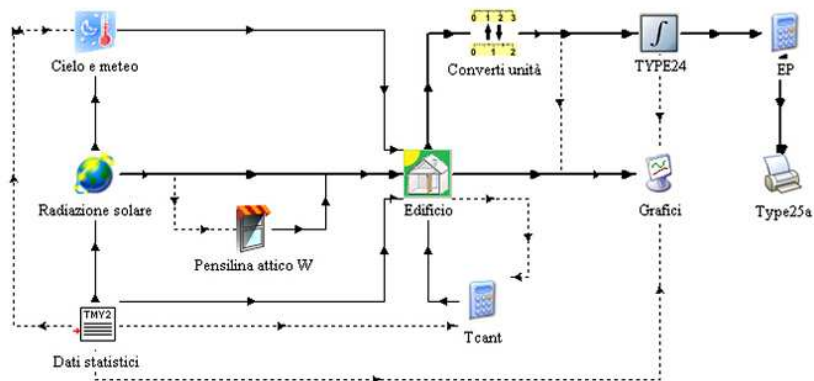 0 1 2 3
0 1 2
Cielo e meteo
Converti unità
TYPE24
EP
Radiazione solare
Edificio
Grafici
Type25a
Pensilina attico W
TMY2
Tcant
Dati statistici